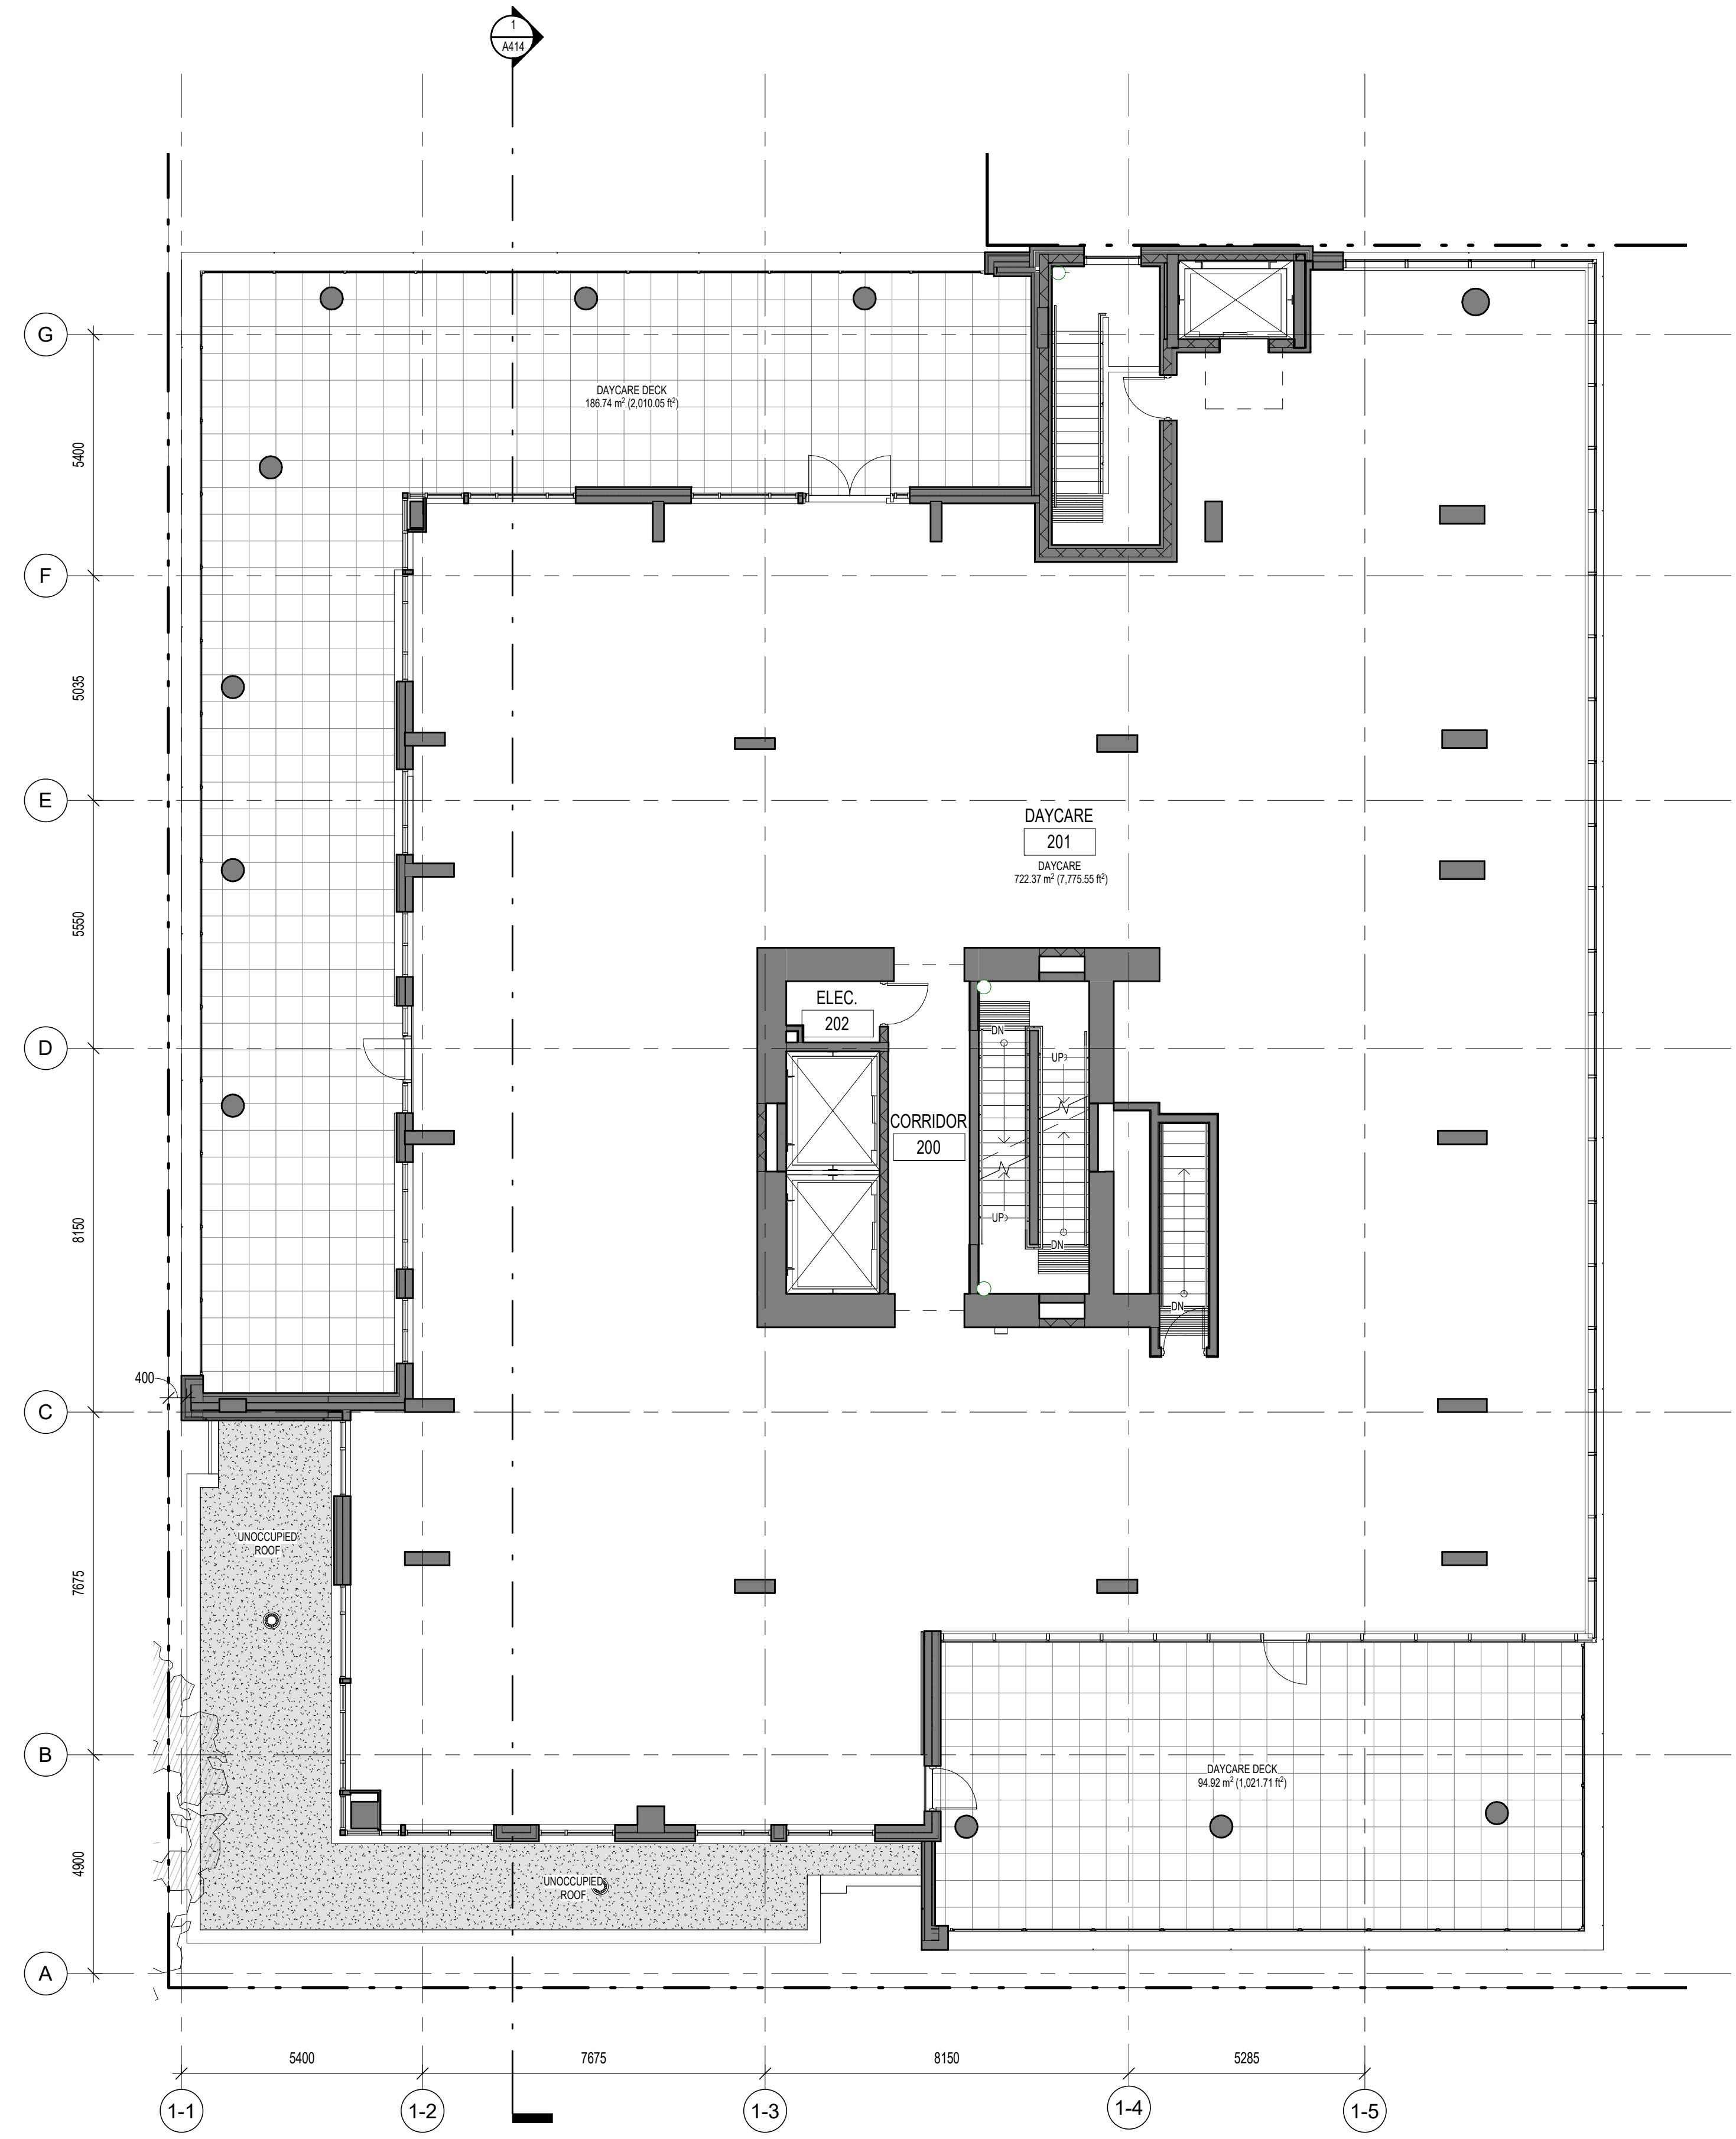 1
A414
G
DAYCARE DECK
186.74 m² (2,010.05 ft²)
5400
F
5035
E
DAYCARE
201
DAYCARE
722.37 m² (7,775.55 ft²)
5550
ELEC.
202
DN
D
UP
CORRIDOR
200
8150
UP
DN
DN
400
C
UNOCCUPIED
ROOF
7675
B
DAYCARE DECK
94.92 m² (1,021.71 ft²)
4900
UNOCCUPIED
ROOF
A
5400
7675
8150
5285
1-1
1-2
1-3
1-4
1-5